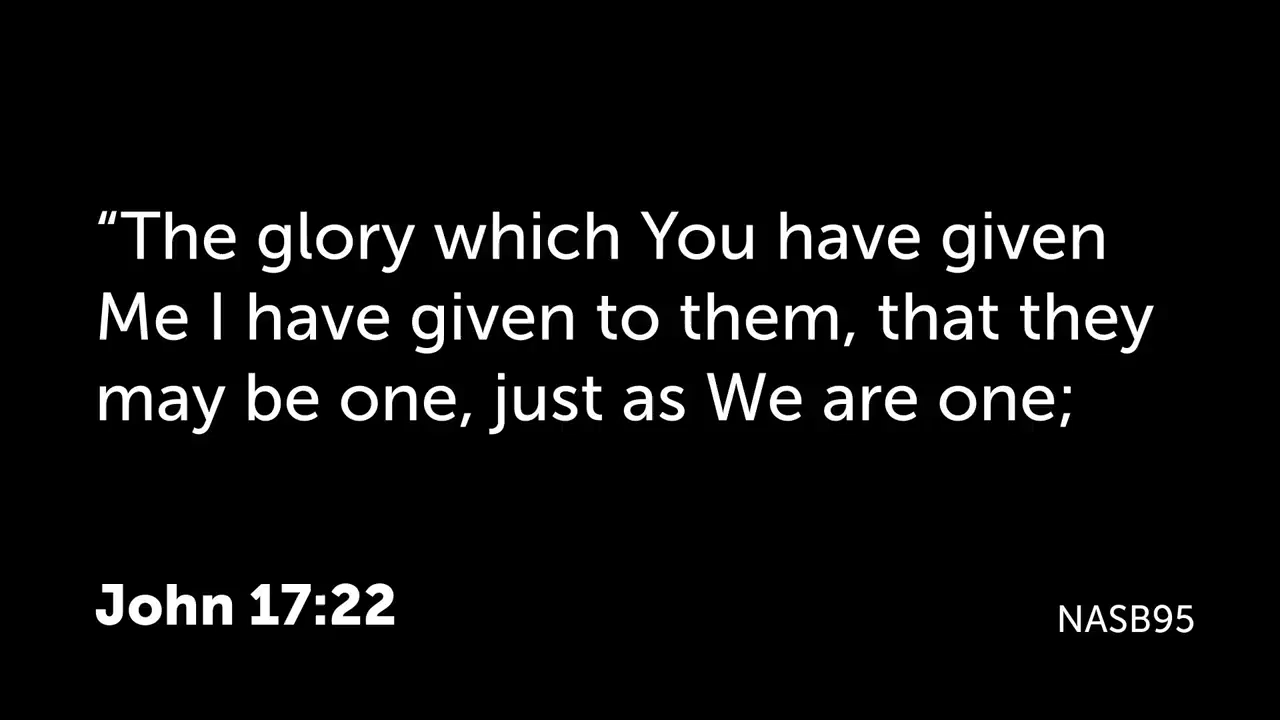 “The glory which You have given
Me I have given to them, that they
may be one, just as We are one;
John 17:22
NASB95